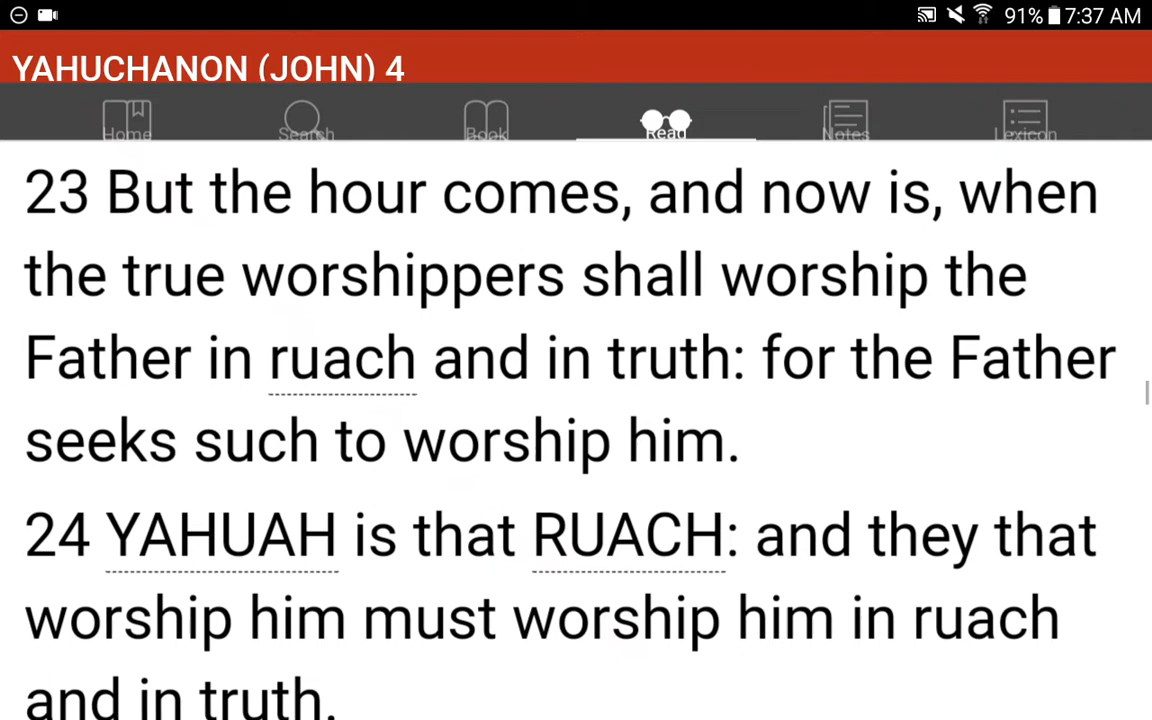 91% 7:37 AM
YAHUCHANON (JOHN) 4
Home Search Book Read Notes Lexicon
23 But the hour comes, and now is, when
the true worshippers shall worship the
Father in ruach and in truth: for the Father
seeks such to worship him.
24 YAHUAH is that RUACH: and they that
worship him must worship him in ruach
and in truth.